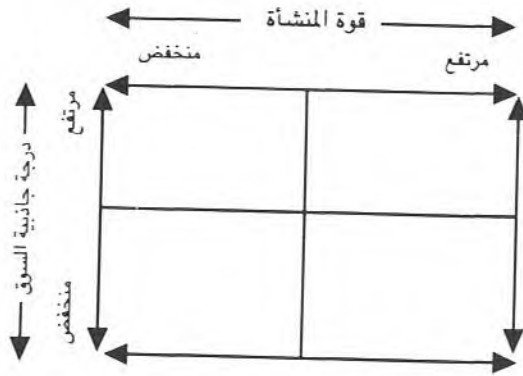 قوة المنشأة
مرتفع
منخفض
مرتفع
درجة جاذبية السوق
منخفض